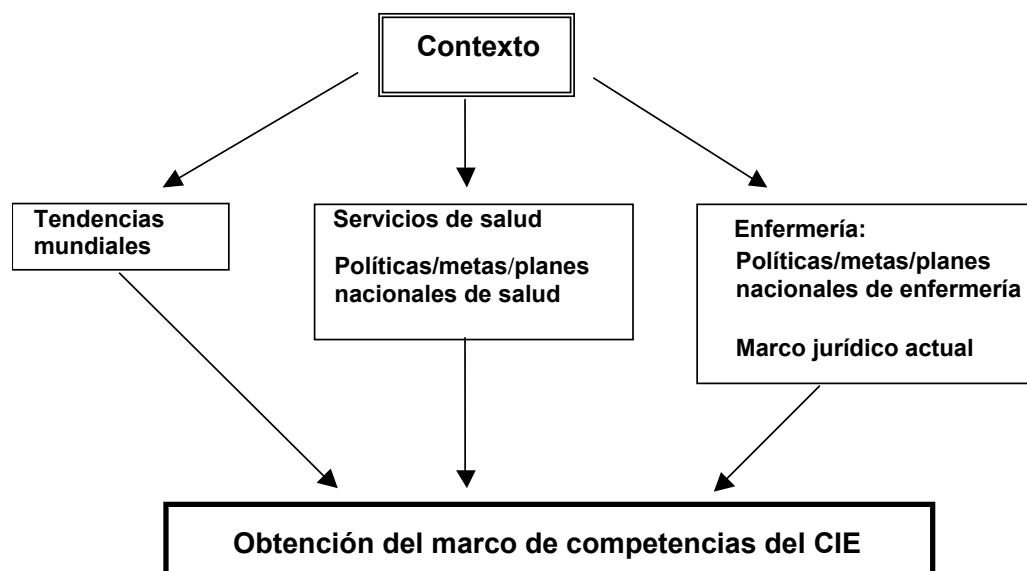 Contexto
Tendencias
mundiales
Servicios de salud
Políticas/metas/planes
nacionales de salud
Enfermería:
Políticas/metas/planes
nacionales de enfermería
Marco jurídico actual
Obtención del marco de competencias del CIE